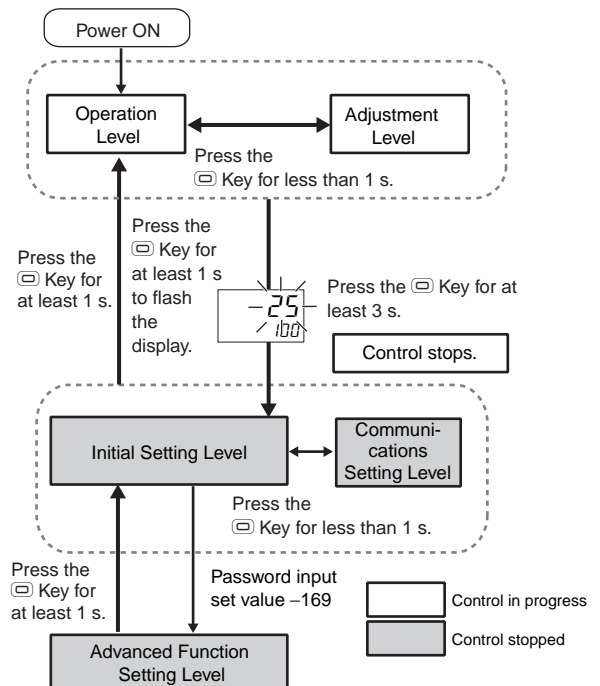 Power ON
Operation
Level
Adjustment
Level
Press the
Key for less than 1 s.
Press the
Key for
at least 1 s.
Press the
Key for
at least 1 s
to flash
the
display.
25
100
Press the Key for at
least 3 s.
Control stops.
Initial Setting Level
Communi-
cations
Setting Level
Press the
Key for less than 1 s.
Press the
Key for
at least 1 s.
Password input
set value −169
Advanced Function
Setting Level
Control in progress
Control stopped